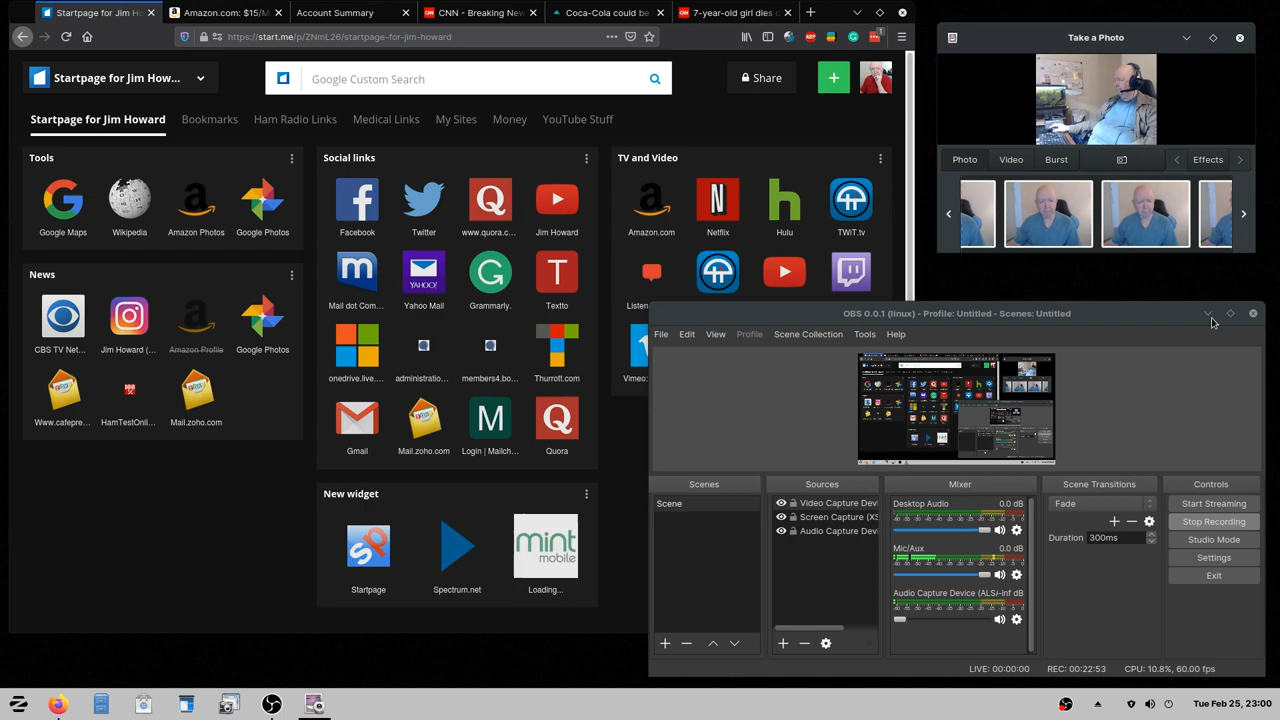 Startpage for Jim Ho
Amazon.com: $15/M
Account Summary
CNN - Breaking New
Coca-Cola could be
7-year-old girl dies o
https://start.me/p/ZNmL26/startpage-for-jim-howard
Startpage for Jim How...
Google Custom Search
Share
Startpage for Jim Howard
Bookmarks
Ham Radio Links
Medical Links
My Sites
Money
YouTube Stuff
Tools
Google Maps
Wikipedia
Amazon Photos
Google Photos
News
CBS TV Net...
Jim Howard (...
Amazon Profile
Google Photos
Www.cafepre...
HamTestOnli...
Mail.zoho.com
Social links
Facebook
Twitter
www.quora.c...
Jim Howard
Mail dot Com...
Yahoo Mail
Grammarly.
Textto
onedrive.live....
administratio...
members4.bo...
Thurrott.com
Gmail
Mail.zoho.com
Login | Mailch...
Quora
New widget
Startpage
Spectrum.net
mint mobile
Loading...
TV and Video
Amazon.com
Netflix
Hulu
TWiT.tv
Listen
Vimeo
Take a Photo
Photo
Video
Burst
Effects
OBS 0.0.1 (linux) - Profile: Untitled - Scenes: Untitled
File
Edit
View
Profile
Scene Collection
Tools
Help
Scenes
Sources
Mixer
Scene Transitions
Controls
Scene
Video Capture Devi
Screen Capture (XS
Audio Capture Devi
Desktop Audio
0.0 dB
Mic/Aux
0.0 dB
Audio Capture Device (ALS/
-inf dB
Fade
Duration
300ms
Start Streaming
Stop Recording
Studio Mode
Settings
Exit
LIVE: 00:00:00
REC: 00:22:53
CPU: 10.8%, 60.00 fps
Tue Feb 25, 23:00